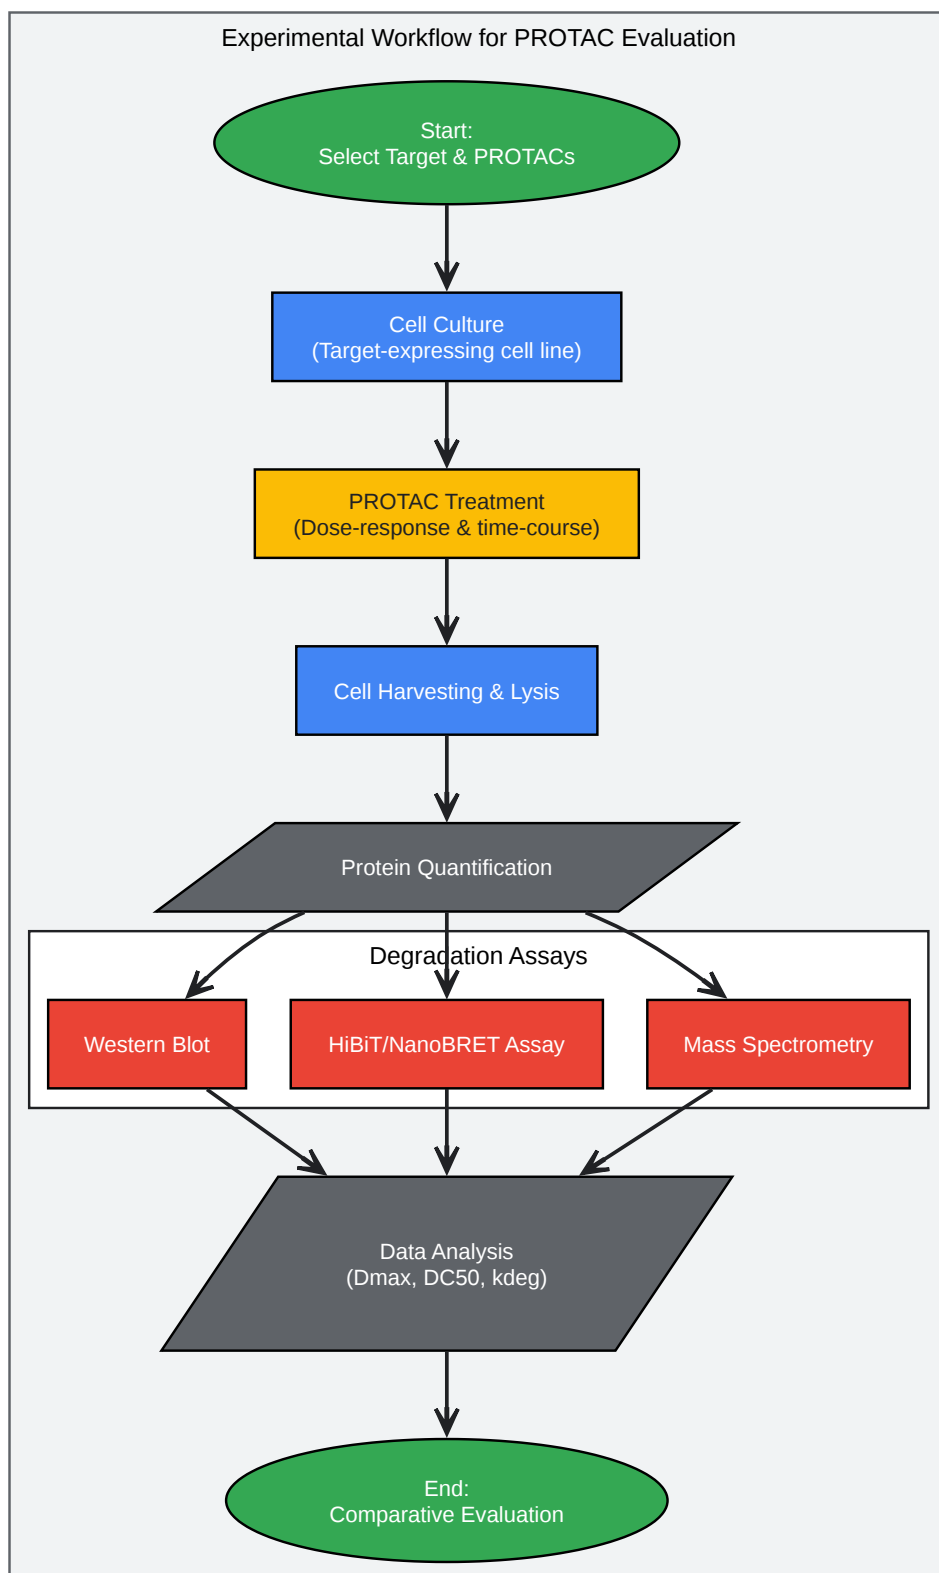 Experimental Workflow for PROTAC Evaluation
Start:
Select Target & PROTACs
Cell Culture
(Target-expressing cell line)
PROTAC Treatment
(Dose-response & time-course)
Cell Harvesting & Lysis
Protein Quantification
Degradation Assays
Western Blot
HiBiT/NanoBRET Assay
Mass Spectrometry
Data Analysis
(Dmax, DC50, kdeg)
End:
Comparative Evaluation